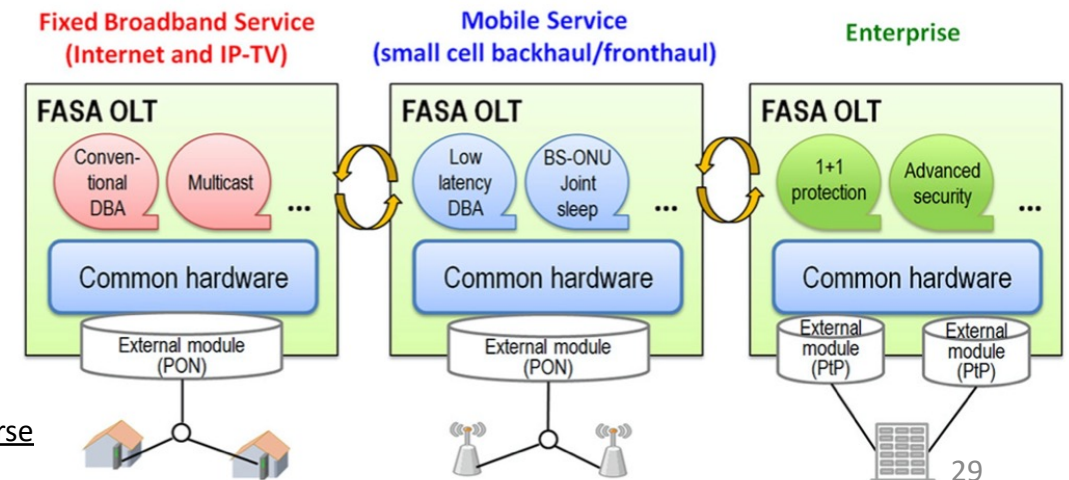 Fixed Broadband Service
(Internet and IP-TV)
Mobile Service
(small cell backhaul/fronthaul)
Enterprise
FASA OLT
Conven-
tional
DBA
Multicast
...
Common hardware
External module
(PON)
FASA OLT
Low
latency
DBA
BS-ONU
Joint
sleep
...
Common hardware
External module
(PON)
FASA OLT
1+1
protection
Advanced
security
...
Common hardware
External
module
(PtP)
External
module
(PtP)
29